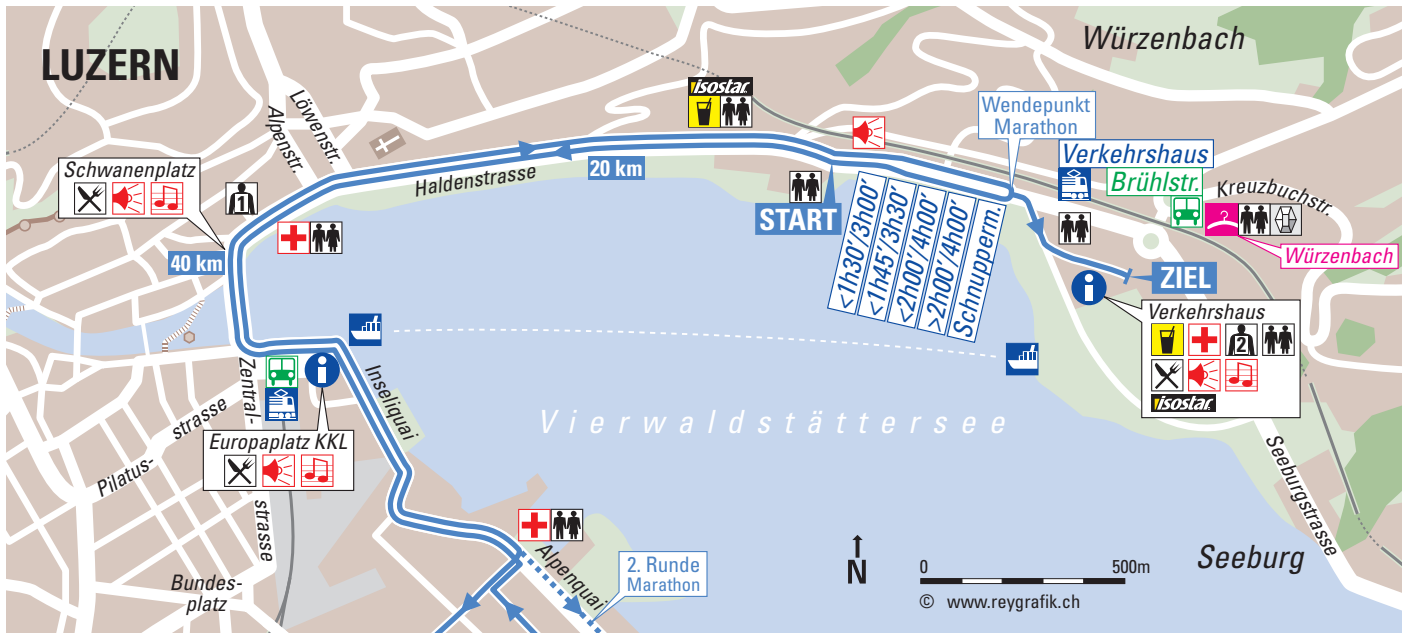 LUZERN
Würzenbach
Löwenstr.
Alpenstr.
isostar
Wendepunkt
Marathon
Schwanenplatz
1
Verkehrshaus
Brühlstr.
Kreuzbuchstr.
Würzenbach
20 km
Haldenstrasse
START
<1h30'/3h00'
<1h45'/3h30'
<2h00'/4h00'
>2h00'/4h00'
Schnupperm.
40 km
ZIEL
i
Verkehrshaus
2
isostar
Zentral-
strasse
i
Inseliquai
Europaplatz KKL
Pilatus-
strasse
Vierwaldstättersee
Seeburgstrasse
Alpenquai
2. Runde
Marathon
Bundes-
platz
N
0 500m
© www.reygrafik.ch
Seeburg